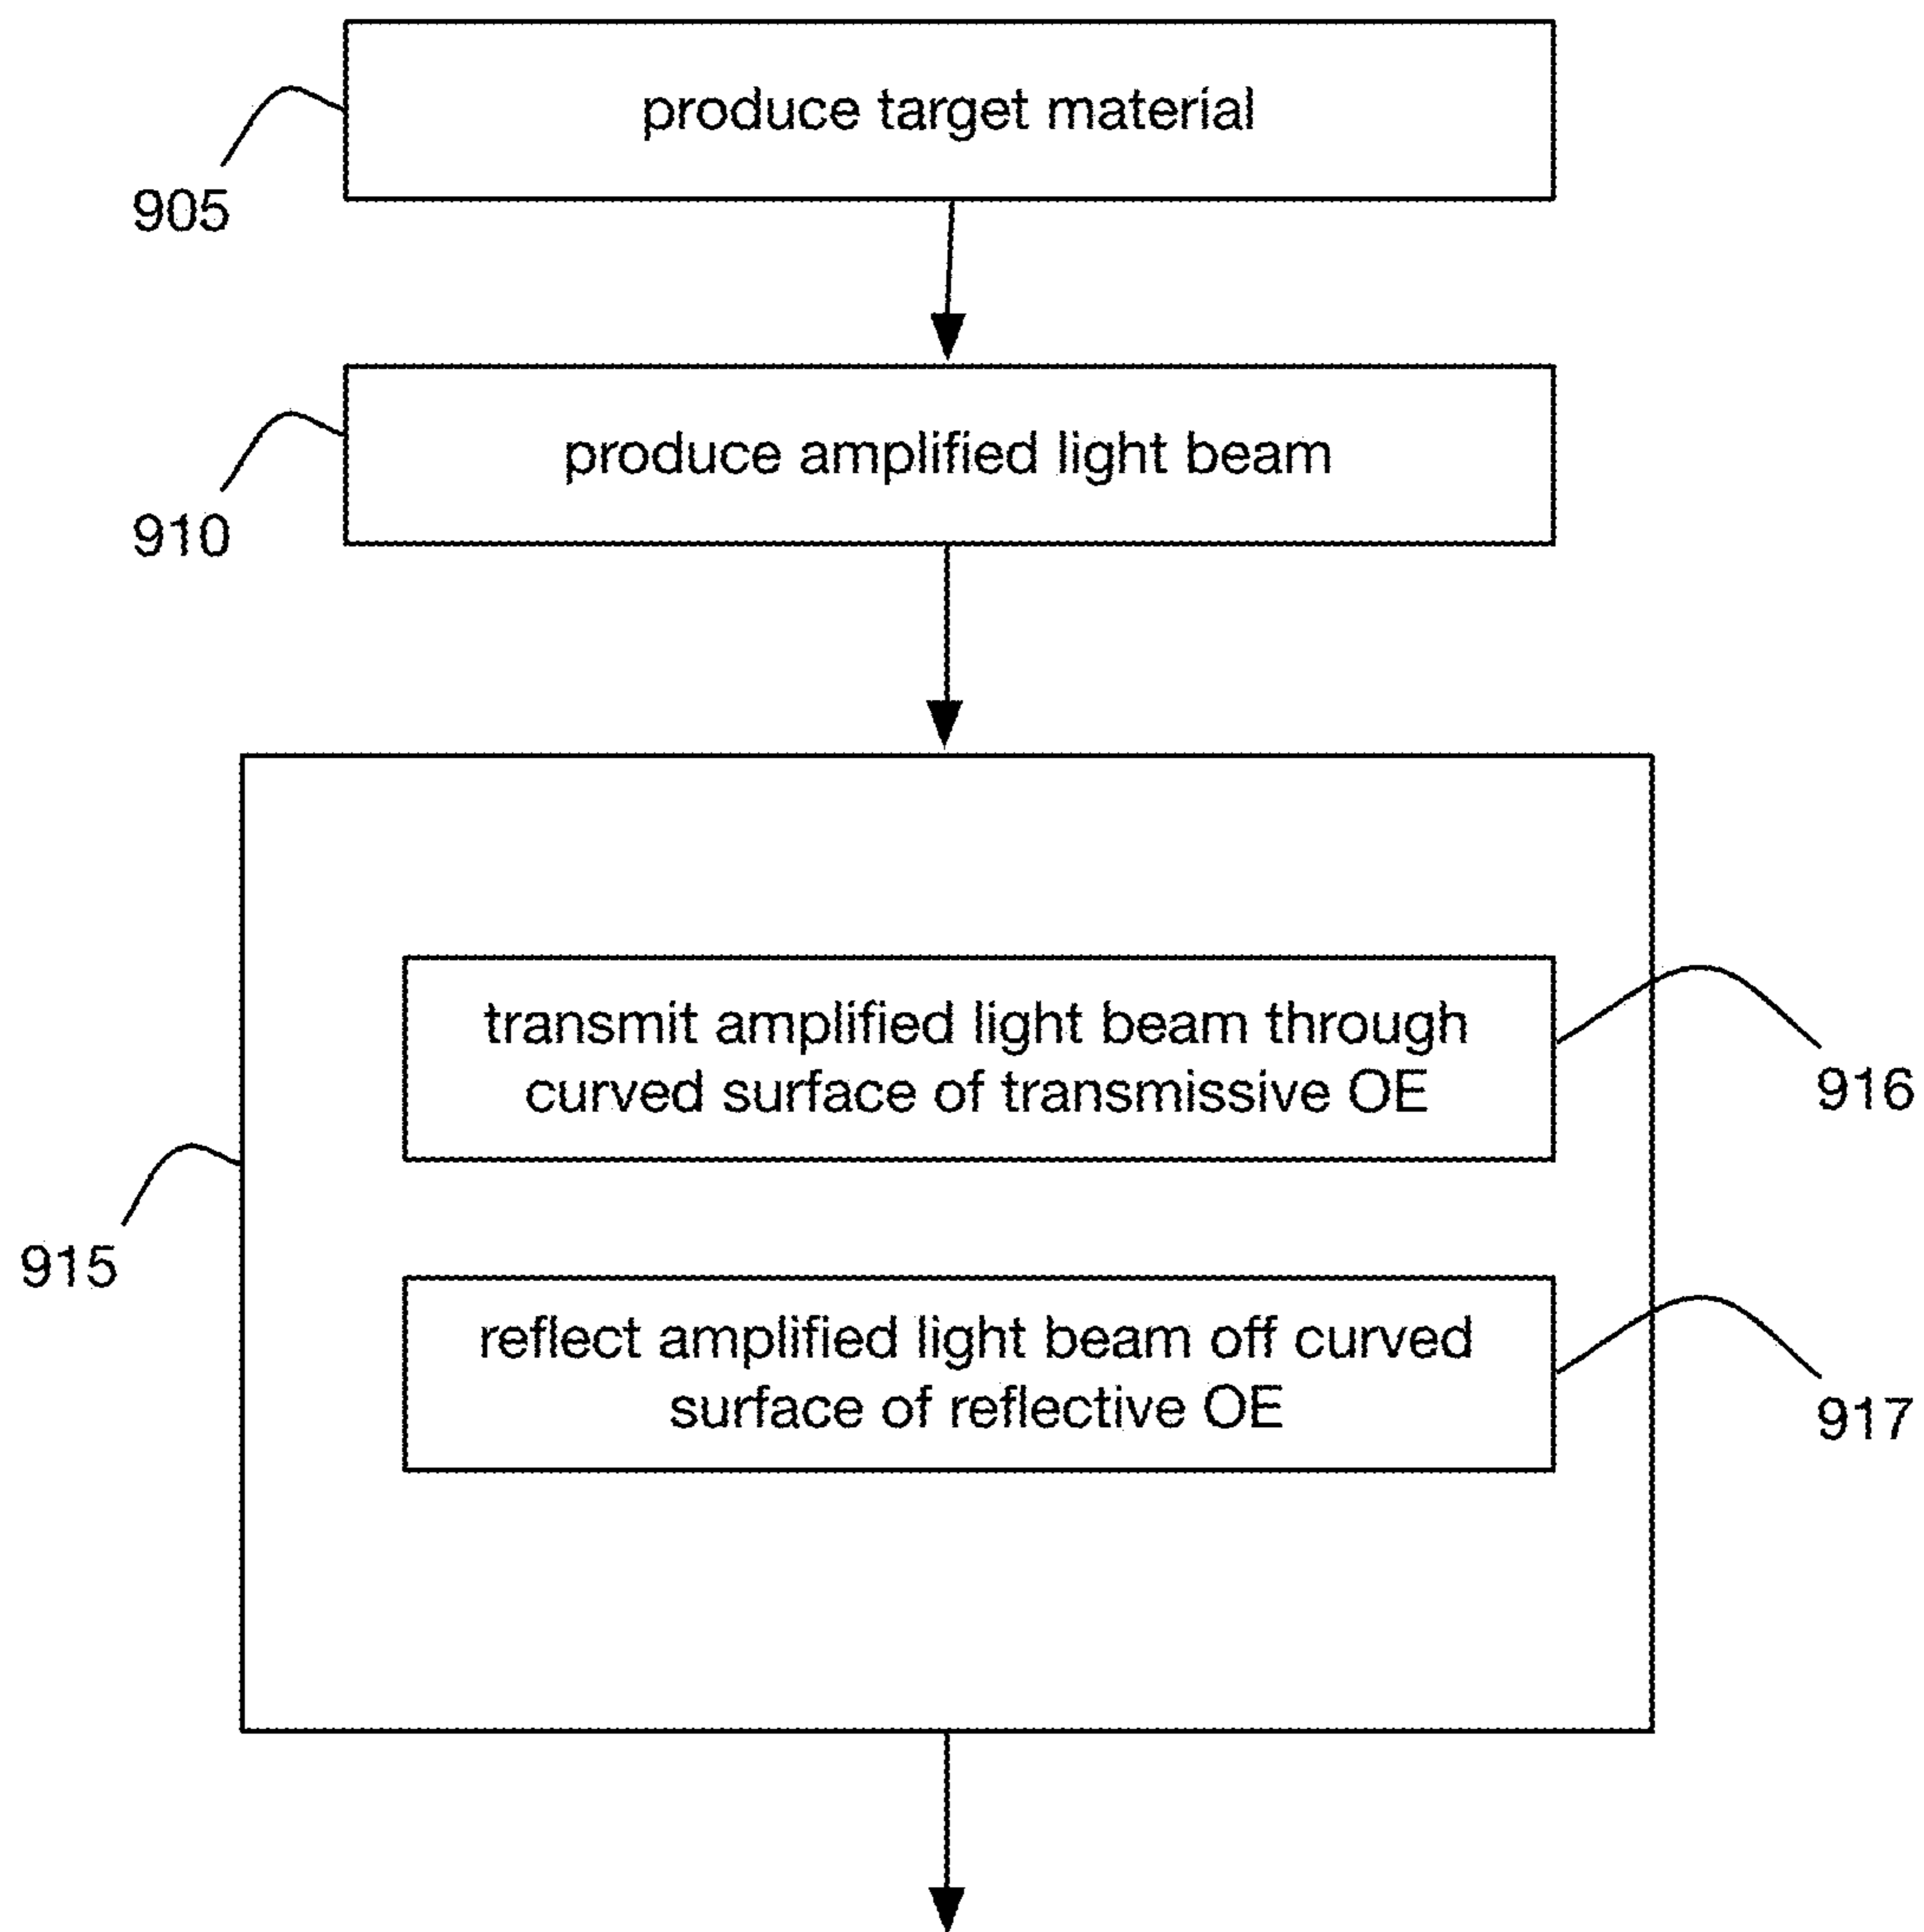 produce target material
905
produce amplified light beam
910
transmit amplified light beam through
curved surface of transmissive OE
916
915
reflect amplified light beam off curved
surface of reflective OE
917